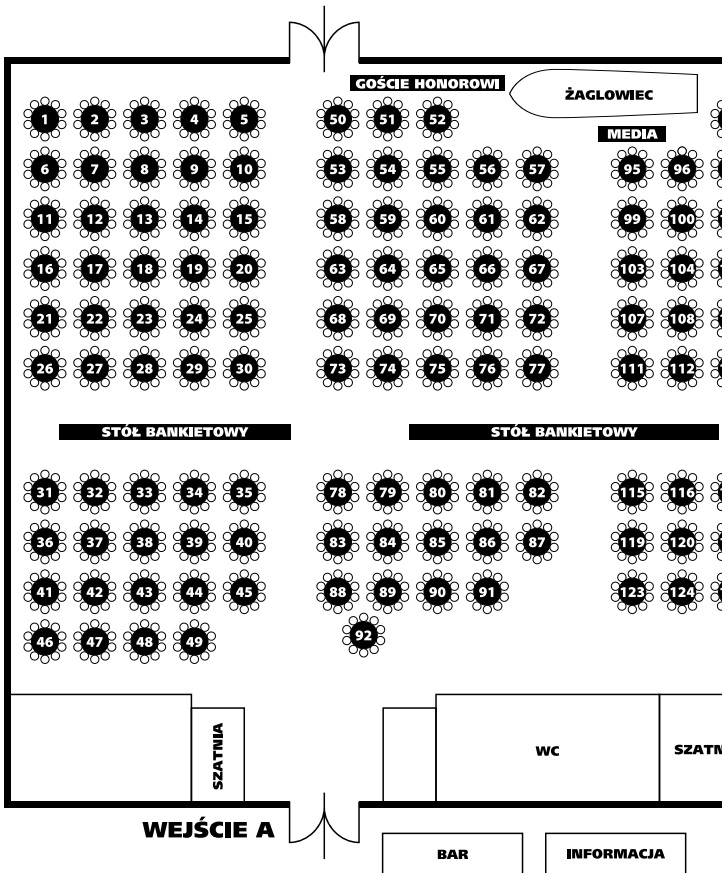 GOŚCIE HONOROWI
ŻAGLOWIEC
MEDIA
1 2 3 4 5 50 51 52
6 7 8 9 10 53 54 55 56 57 95 96
11 12 13 14 15 58 59 60 61 62 99 100
16 17 18 19 20 63 64 65 66 67 103 104
21 22 23 24 25 68 69 70 71 72 107 108
26 27 28 29 30 73 74 75 76 77 111 112
STÓŁ BANKIETOWY STÓŁ BANKIETOWY
31 32 33 34 35 78 79 80 81 82 115 116
36 37 38 39 40 83 84 85 86 87 119 120
41 42 43 44 45 88 89 90 91 123 124
46 47 48 49 92
SZATNIA
WC
SZATN
WEJŚCIE A
BAR
INFORMACJA